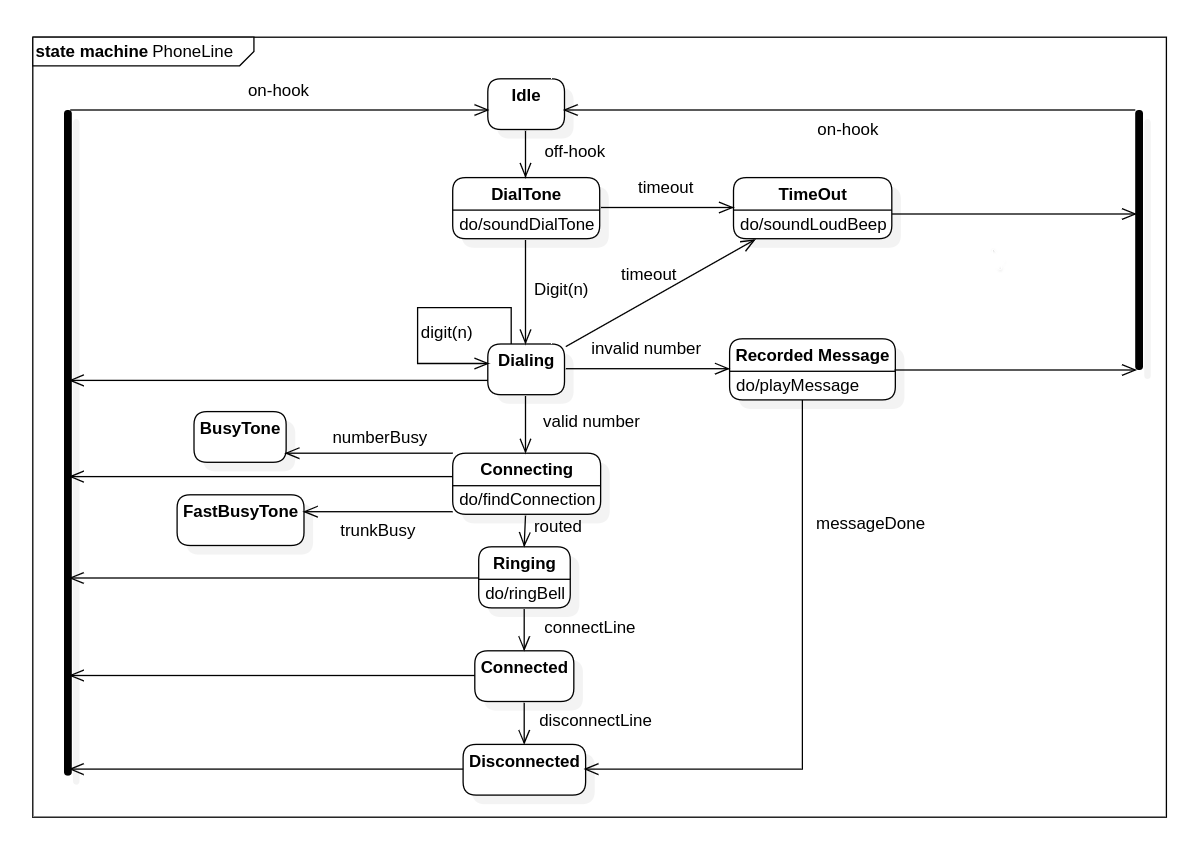 state machine PhoneLine
on-hook
Idle
on-hook
off-hook
DialTone
do/soundDialTone
timeout
TimeOut
do/soundLoudBeep
timeout
Digit(n)
digit(n)
Dialing
invalid number
Recorded Message
do/playMessage
valid number
BusyTone
numberBusy
Connecting
do/findConnection
FastBusyTone
trunkBusy
routed
messageDone
Ringing
do/ringBell
connectLine
Connected
disconnectLine
Disconnected